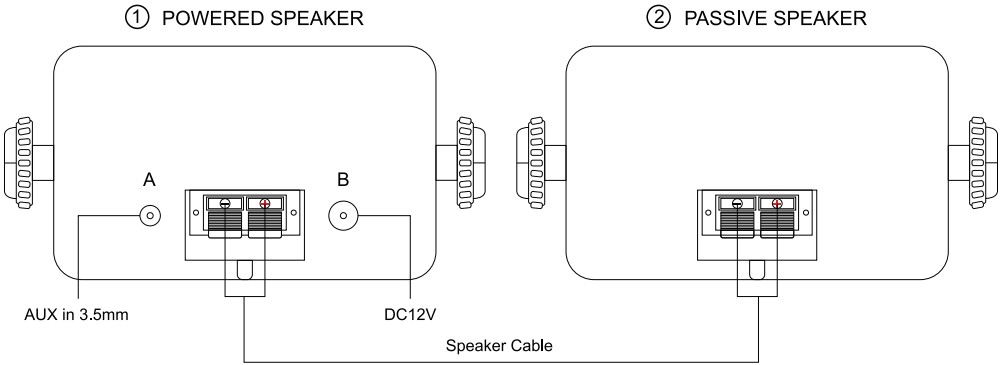 ① POWERED SPEAKER
② PASSIVE SPEAKER
A
B
AUX in 3.5mm
DC12V
Speaker Cable